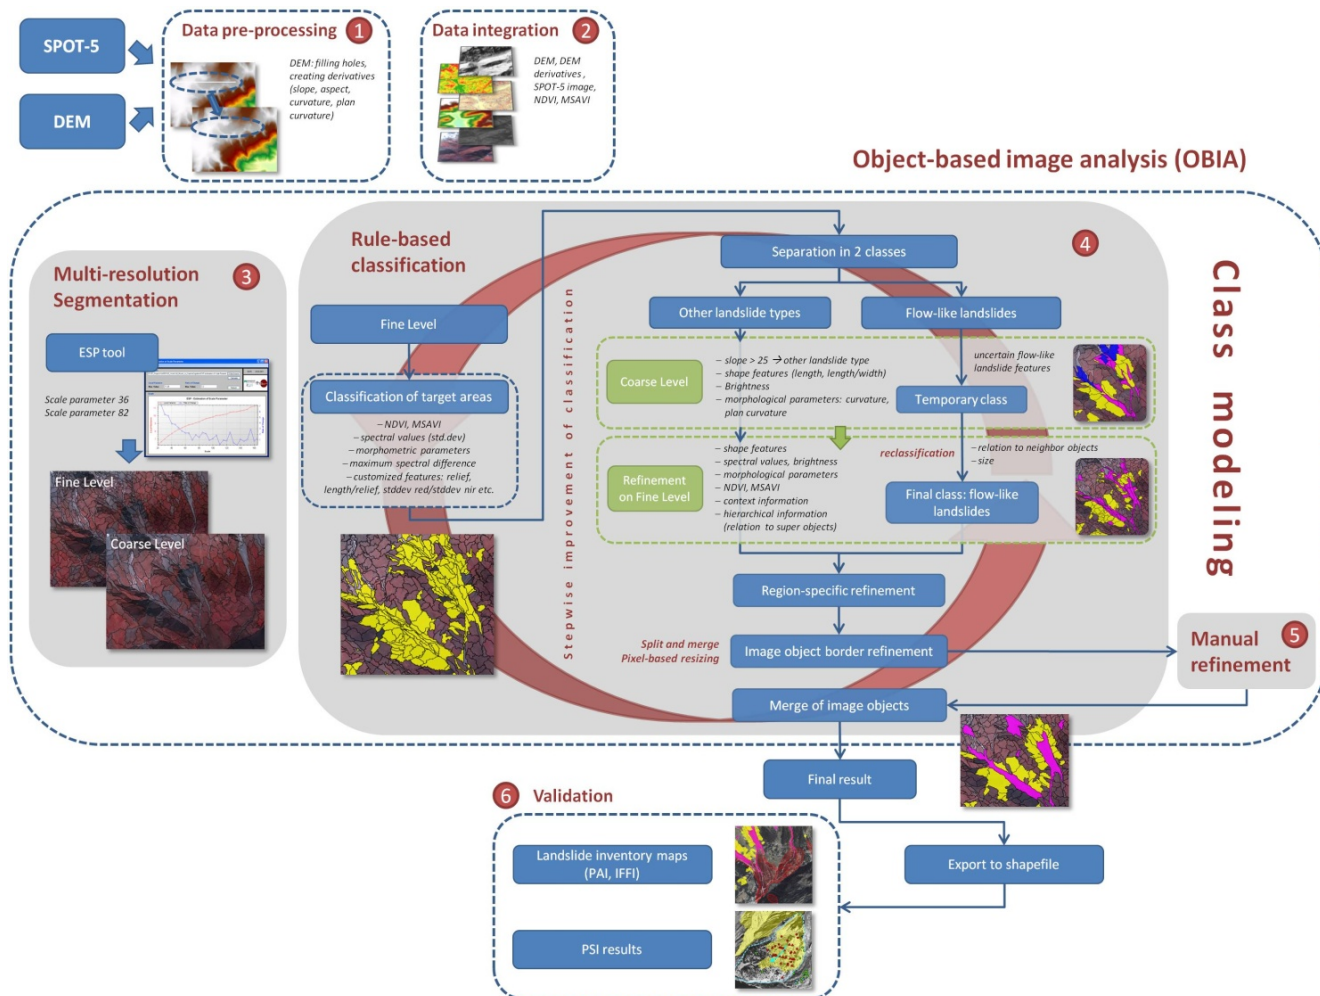 SPOT-5
DEM
Data pre-processing 1
DEM: filling holes,
creating derivatives
(slope, aspect,
curvature, plan
curvature)
Data integration 2
DEM, DEM
derivatives ,
SPOT-5 image,
NDVI, MSAVI
Object-based image analysis (OBIA)
Class modeling
Multi-resolution
Segmentation
3
ESP tool
Scale parameter 36
Scale parameter 82
Fine Level
Coarse Level
Rule-based
classification
4
Fine Level
Classification of target areas
– NDVI, MSAVI
– spectral values (std.dev)
– morphometric parameters
– maximum spectral difference
– customized features: relief,
length/relief, stddev red/stddev nir etc.
Stepwise improvement of classification
Separation in 2 classes
Other landslide types
Flow-like landslides
Coarse Level
– slope > 25 → other landslide type
– shape features (length, length/width)
– Brightness
– morphological parameters: curvature,
plan curvature
uncertain flow-like
landslide features
Temporary class
Refinement
on Fine Level
– shape features
– spectral values, brightness
– morphological parameters
– NDVI, MSAVI
– context information
– hierarchical information
(relation to super objects)
reclassification
– relation to neighbor objects
– size
Final class: flow-like
landslides
Region-specific refinement
Split and merge
Pixel-based resizing
Image object border refinement
Manual
refinement
5
Merge of image objects
Final result
Export to shapefile
6 Validation
Landslide inventory maps
(PAI, IFFI)
PSI results